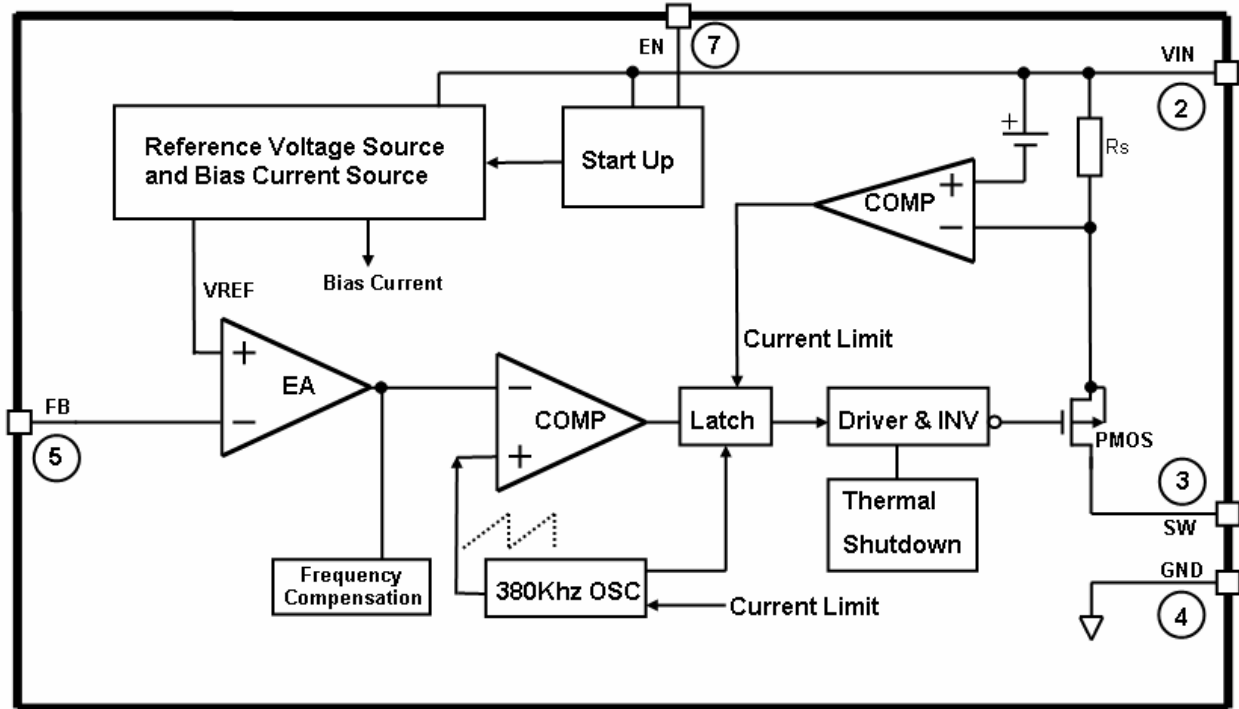 EN
7
VIN
2
Reference Voltage Source
and Bias Current Source
Start Up
+
Rs
COMP
+
−
Bias Current
VREF
Current Limit
+
EA
−
FB
5
−
COMP
+
Latch
Driver & INV
PMOS
3
SW
Thermal
Shutdown
Frequency
Compensation
380Khz OSC
Current Limit
GND
4